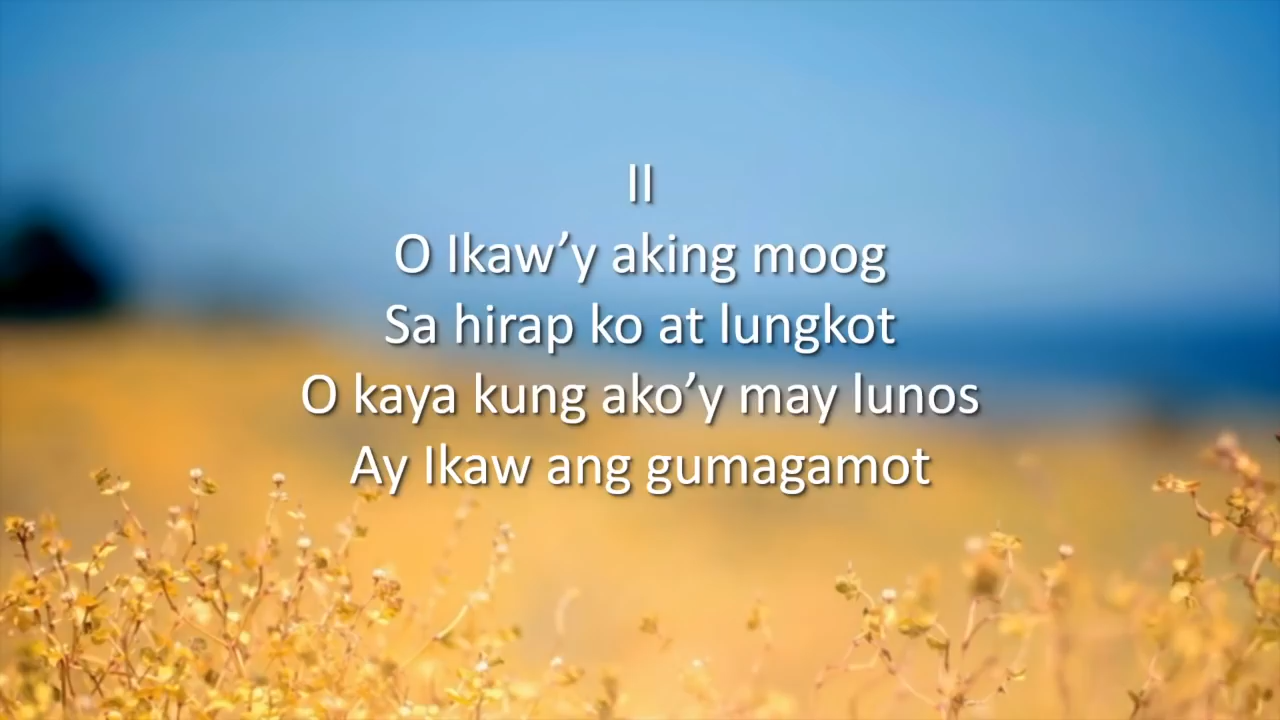 II
O Ikaw’y aking moog
Sa hirap ko at lungkot
O kaya kung ako’y may lunos
Ay Ikaw ang gumagamot